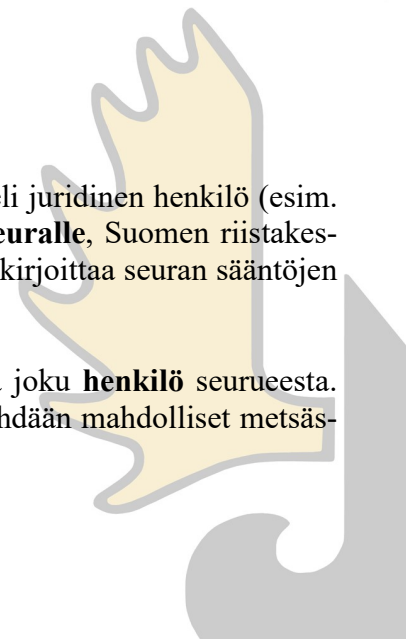 eli juridinen henkilö (esim.
euralle, Suomen riistakes-
kirjoittaa seuran sääntöjen
joku henkilö seurueesta.
hdään mahdolliset metsäs-